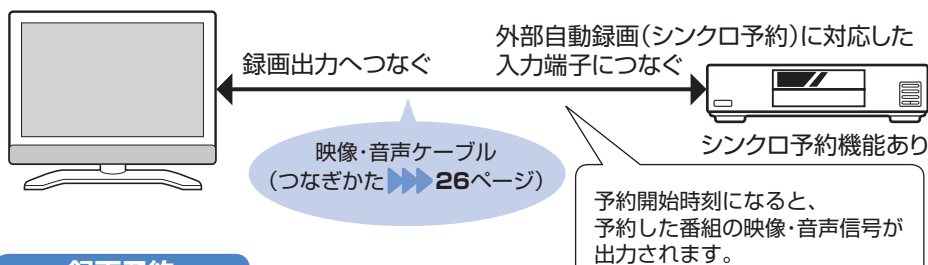 録画出力へつなぐ
外部自動録画(シンクロ予約)に対応した
入力端子につなぐ
映像・音声ケーブル
(つなぎかた 26ページ)
シンクロ予約機能あり
予約開始時刻になると、
予約した番組の映像・音声信号が
出力されます。
録画予約